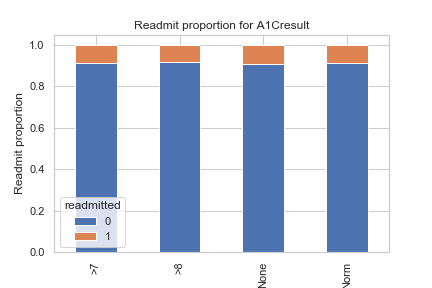 Readmit proportion for A1Cresult
Readmit proportion
1.0
0.8
0.6
0.4
0.2
0.0
readmitted
0
1
>7
>8
None
Norm